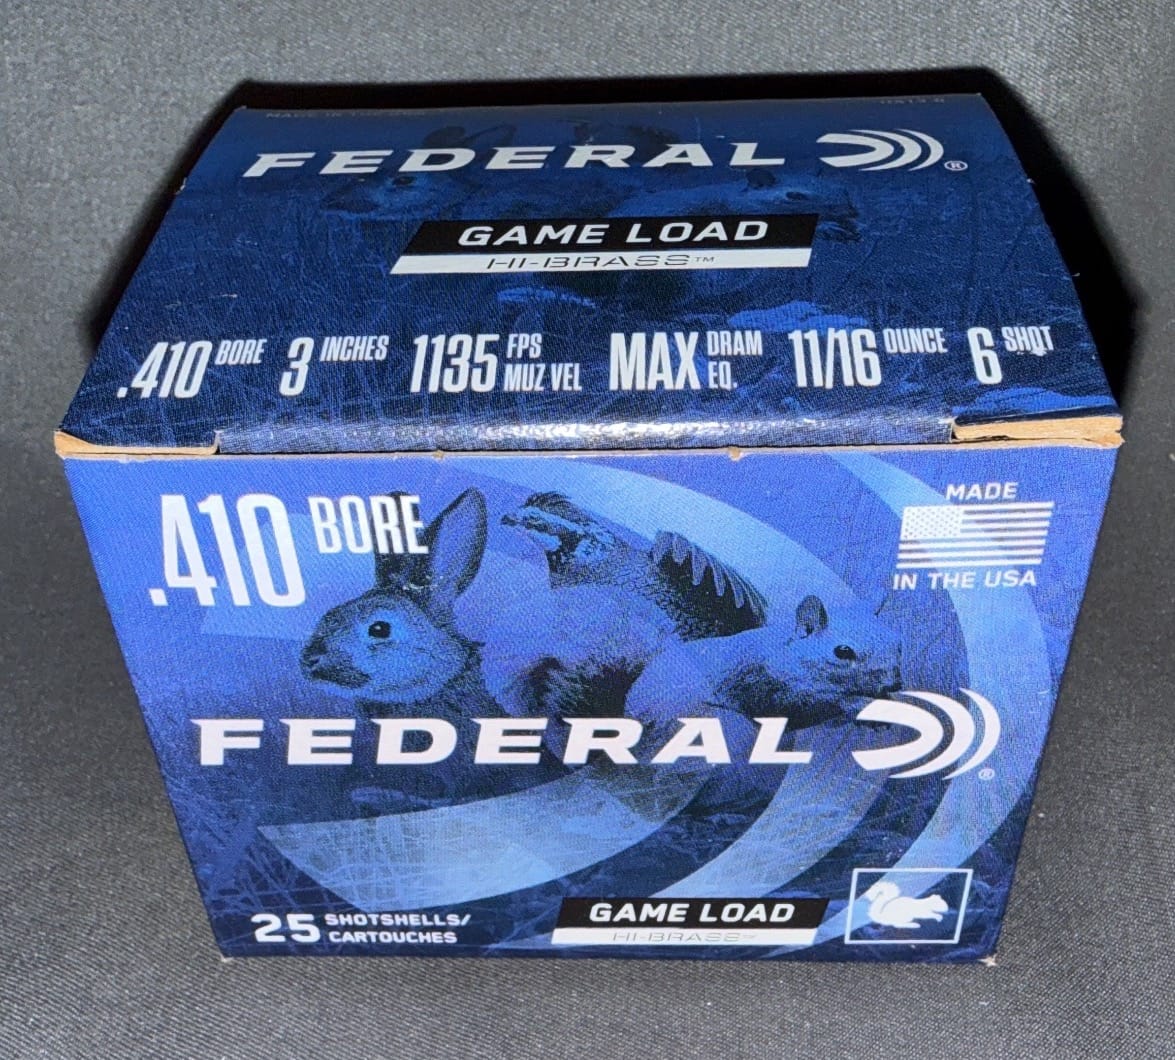 FEDERAL ®
GAME LOAD
HI-BRASS™
.410 BORE 3 INCHES 1135 FPS MUZ VEL MAX DRAM EQ. 11/16 OUNCE 6 SHOT
.410 BORE
MADE
IN THE USA
FEDERAL ®
25 SHOTSHELLS/
CARTOUCHES
GAME LOAD
HI-BRASS™